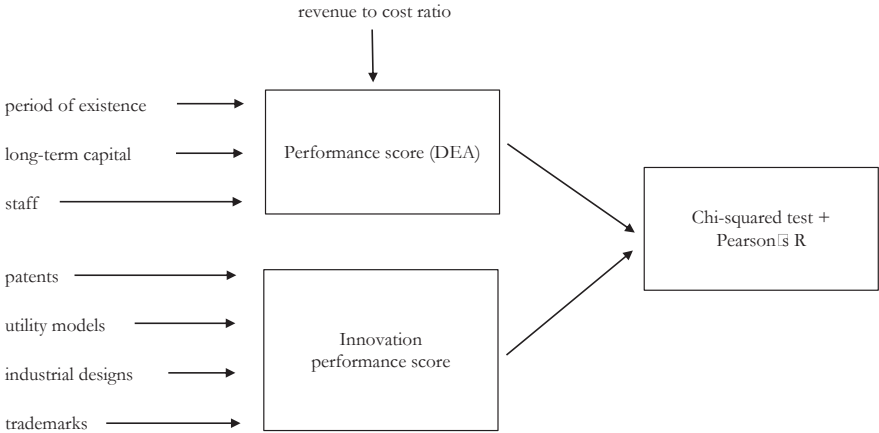 revenue to cost ratio
period of existence
long-term capital
staff
Performance score (DEA)
patents
utility models
industrial designs
trademarks
Innovation
performance score
Chi-squared test +
Pearson s R